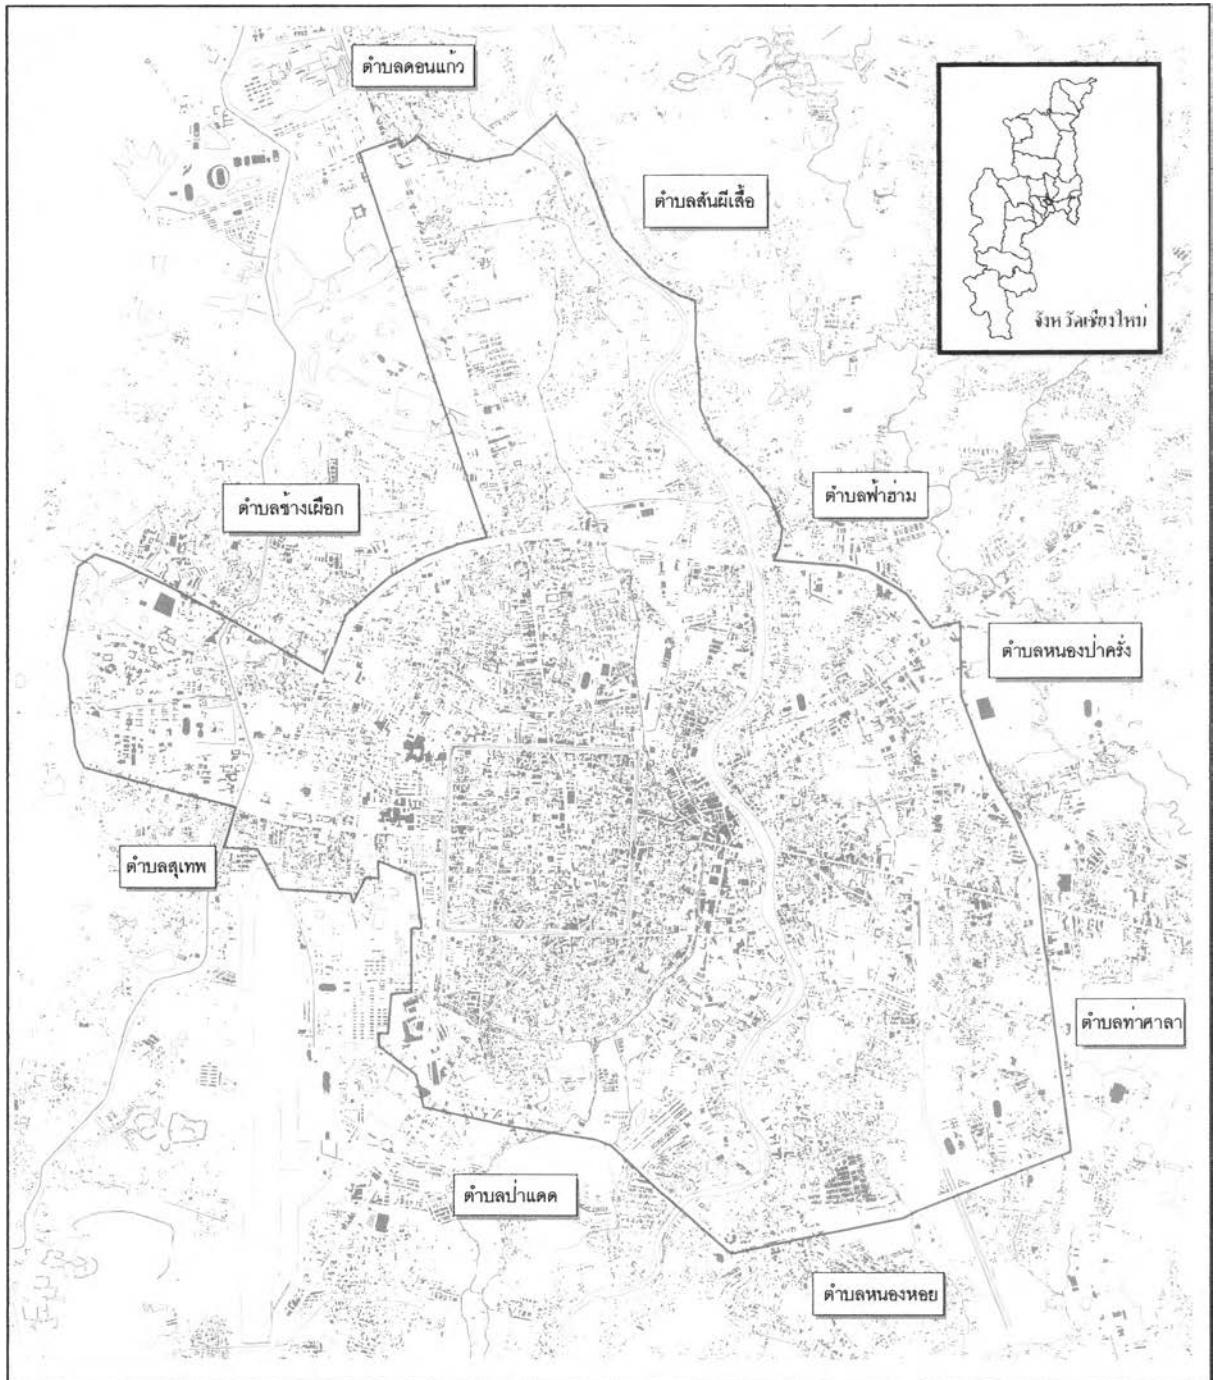 ตำบลดอนแก้ว
ตำบลสันผีเสื้อ
จังหวัดเชียงใหม่
ตำบลช้างเผือก
ตำบลฟ้าฮ่าม
ตำบลหนองป่าครั่ง
ตำบลสุเทพ
ตำบลท่าศาลา
ตำบลป่าแดด
ตำบลหนองหอย